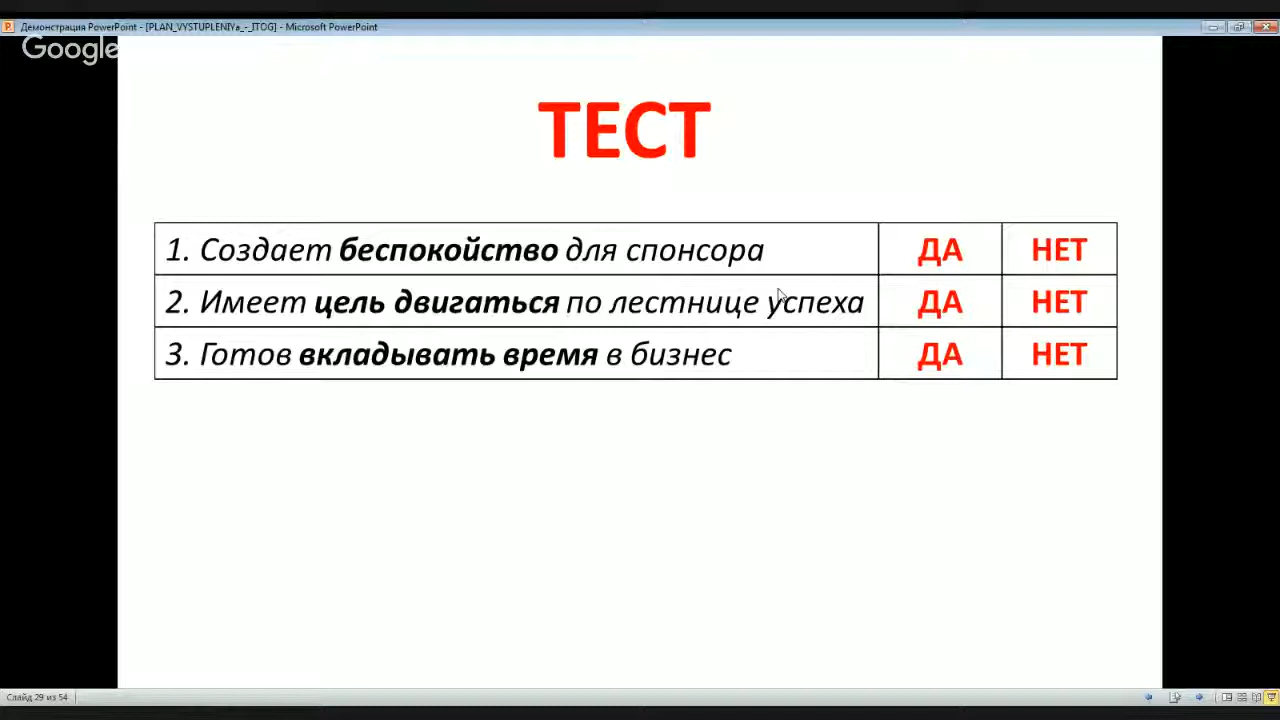 Демонстрация PowerPoint - [PLAN_VYSTUPLENIYa_-_ITOG] - Microsoft PowerPoint
Google
ТЕСТ
1. Создает беспокойство для спонсора ДА НЕТ
2. Имеет цель двигаться по лестнице успеха ДА НЕТ
3. Готов вкладывать время в бизнес ДА НЕТ
Слайд 29 из 54